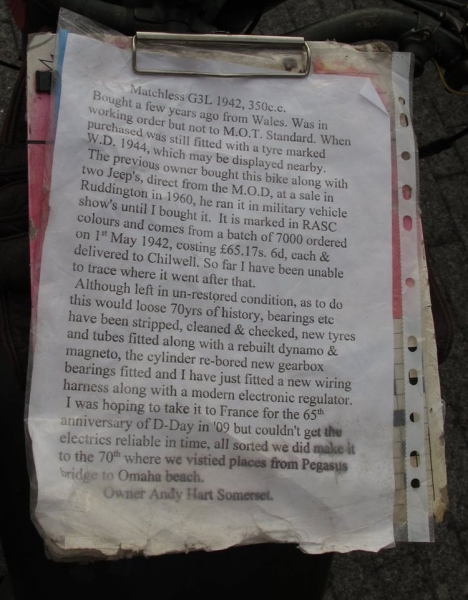 Matchless G3L 1942, 350c.c.
Bought a few years ago from Wales. Was in
working order but not to M.O.T. Standard. When
purchased was still fitted with a tyre marked
W.D. 1944, which may be displayed nearby.
The previous owner bought this bike along with
two Jeep's, direct from the M.O.D, at a sale in
Ruddington in 1960, he ran it in military vehicle
show's until I bought it. It is marked in RASC
colours and comes from a batch of 7000 ordered
on 1st May 1942, costing £65.17s. 6d, each &
delivered to Chilwell. So far I have been unable
to trace where it went after that.
Although left in un-restored condition, as to do
this would loose 70yrs of history, bearings etc
have been stripped, cleaned & checked, new tyres
and tubes fitted along with a rebuilt dynamo &
magneto, the cylinder re-bored new gearbox
bearings fitted and I have just fitted a new wiring
harness along with a modern electronic regulator.
I was hoping to take it to France for the 65th
anniversary of D-Day in '09 but couldn't get the
electrics reliable in time, all sorted we did make it
to the 70th where we vistied places from Pegasus
bridge to Omaha beach.
Owner Andy Hart Somerset.